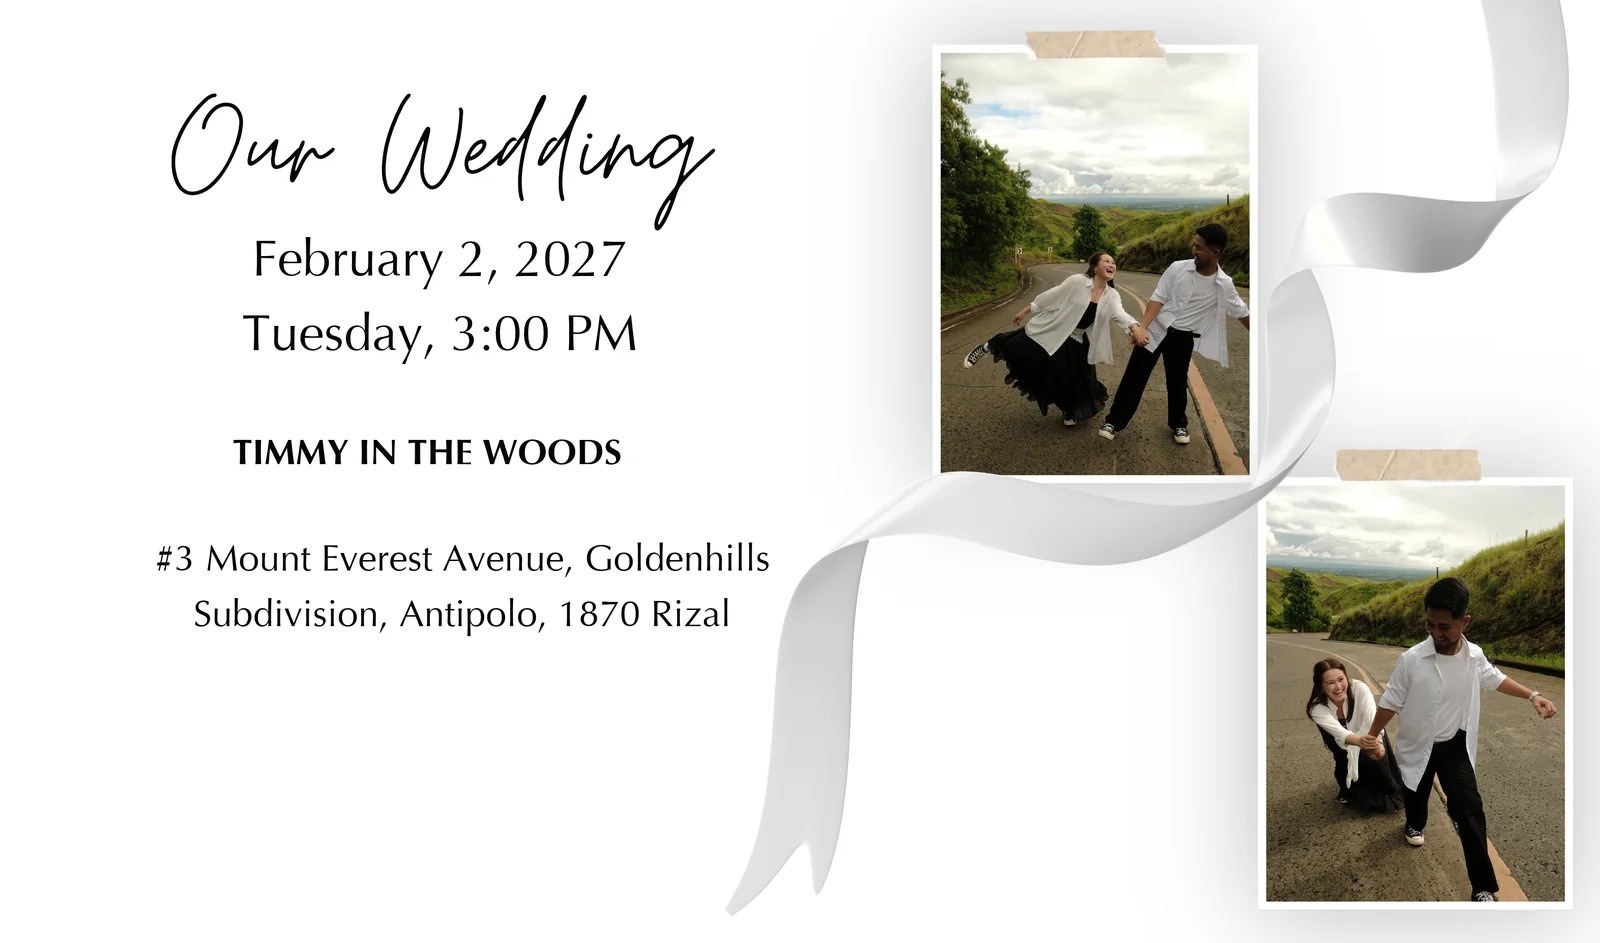 Our Wedding
February 2, 2027
Tuesday, 3:00 PM
TIMMY IN THE WOODS
#3 Mount Everest Avenue, Goldenhills
Subdivision, Antipolo, 1870 Rizal